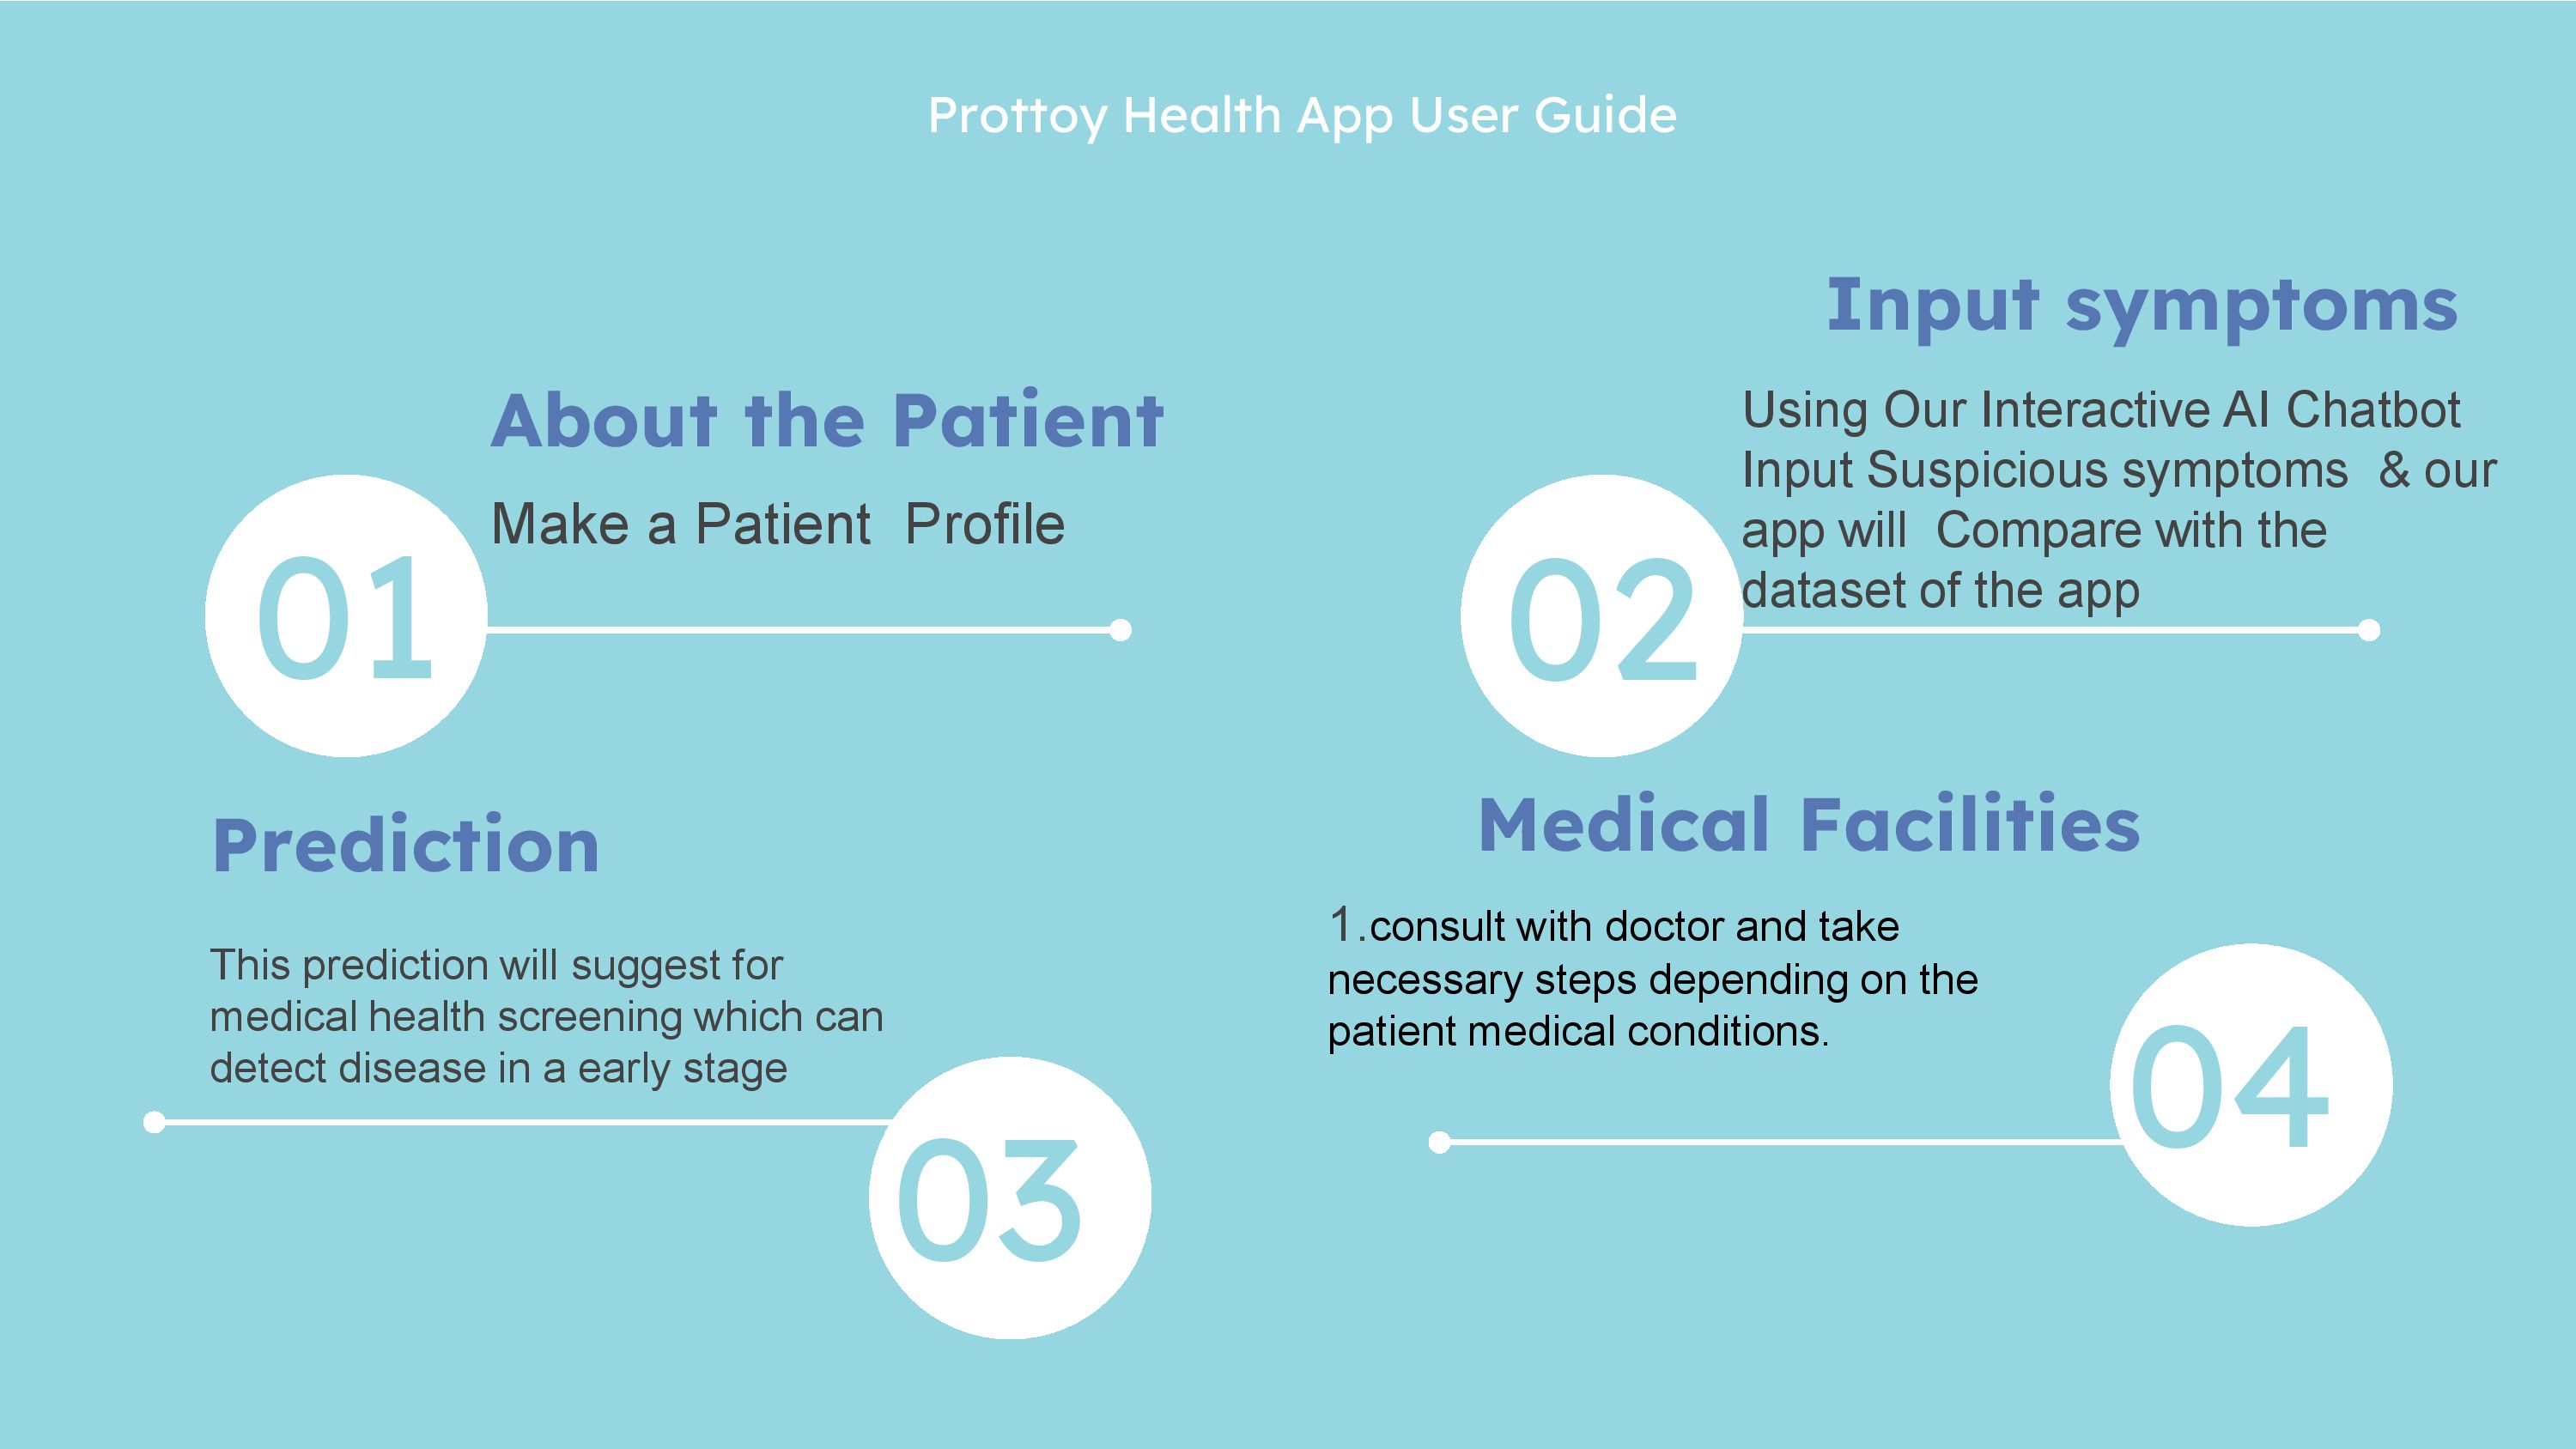 Prottoy Health App User Guide
About the Patient
Make a Patient  Profile
01
Input symptoms
Using Our Interactive AI Chatbot
Input Suspicious symptoms  & our
app will  Compare with the
dataset of the app
02
Prediction
This prediction will suggest for
medical health screening which can
detect disease in a early stage
03
Medical Facilities
1.consult with doctor and take
necessary steps depending on the
patient medical conditions.
04